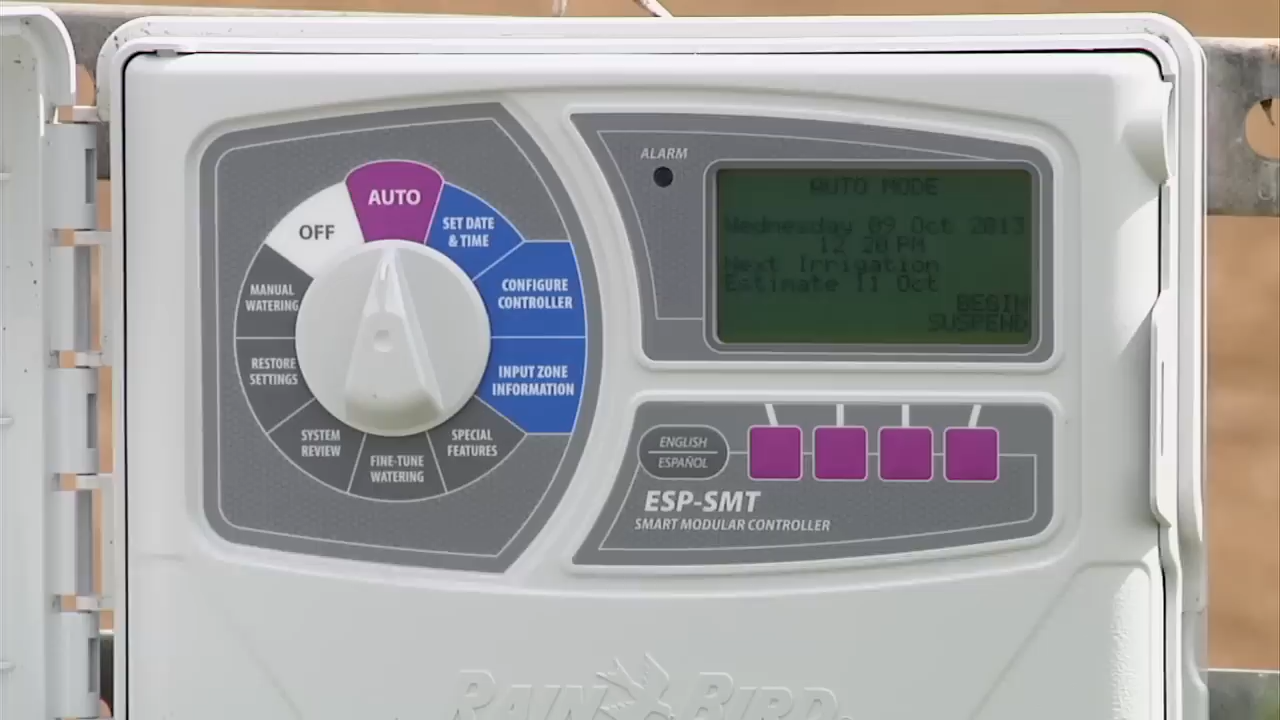 AUTO
OFF
SET DATE
& TIME
MANUAL
WATERING
CONFIGURE
CONTROLLER
RESTORE
SETTINGS
INPUT ZONE
INFORMATION
SYSTEM
REVIEW
FINE-TUNE
WATERING
SPECIAL
FEATURES
ALARM
AUTO MODE
Wednesday 09 Oct 2013
12 20 PM
Next Irrigation
Estimate 11 Oct
BEGIN
SUSPEND
ENGLISH
ESPAÑOL
ESP-SMT
SMART MODULAR CONTROLLER
RAIN BIRD